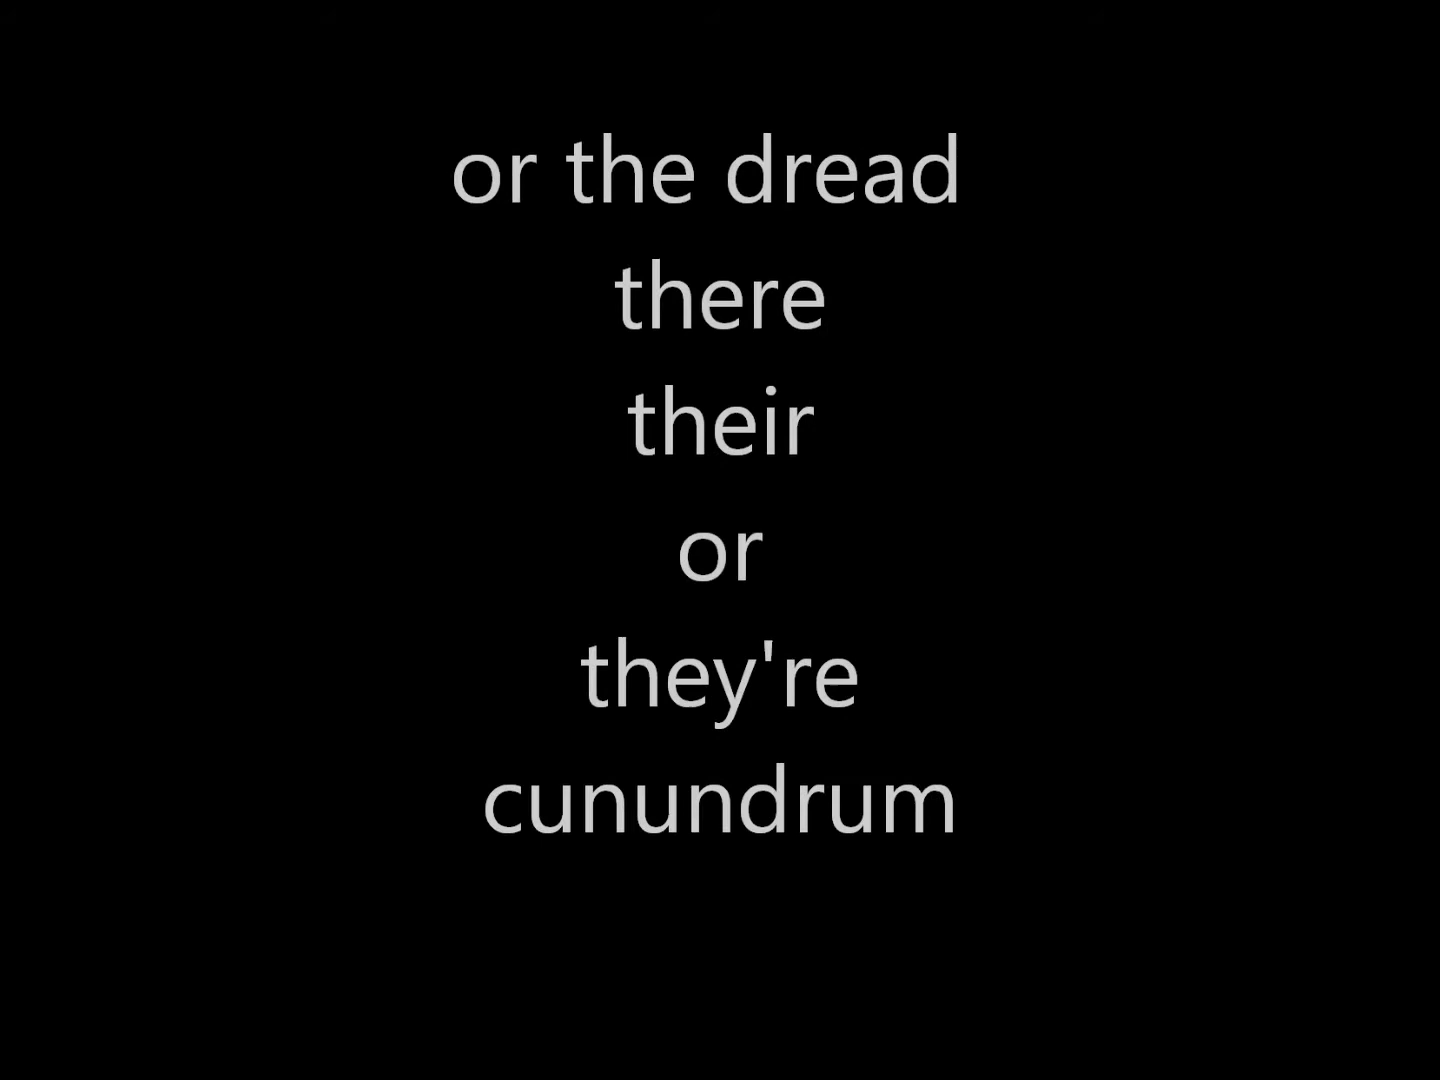 or the dread
there
their
or
they're
cunundrum